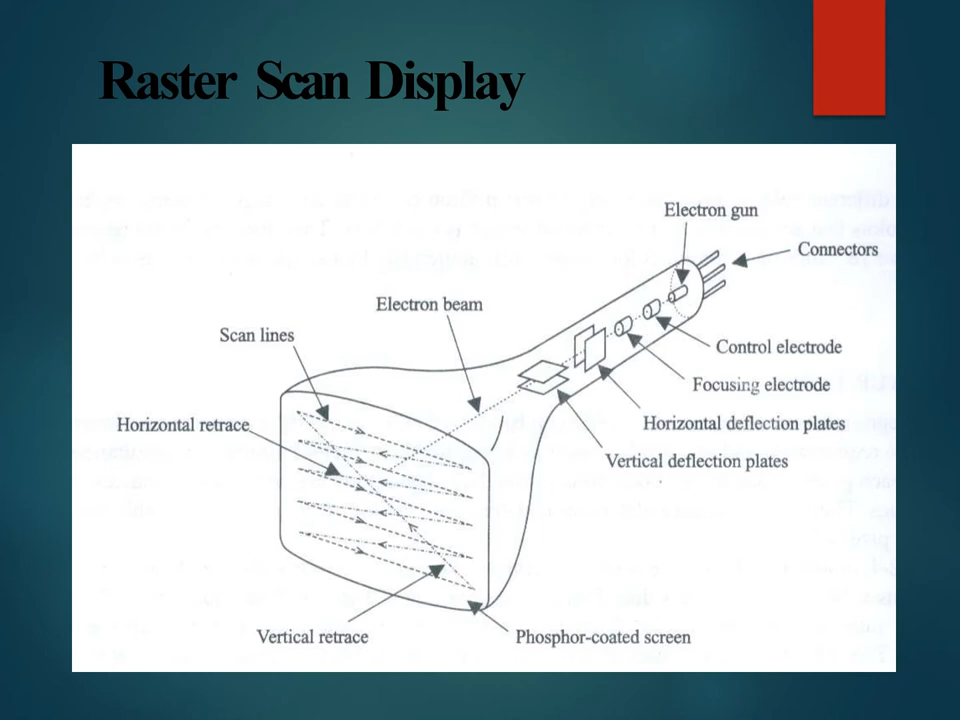 Raster Scan Display
Electron gun
Connectors
Electron beam
Scan lines
Control electrode
Focusing electrode
Horizontal retrace
Horizontal deflection plates
Vertical deflection plates
Vertical retrace
Phosphor-coated screen